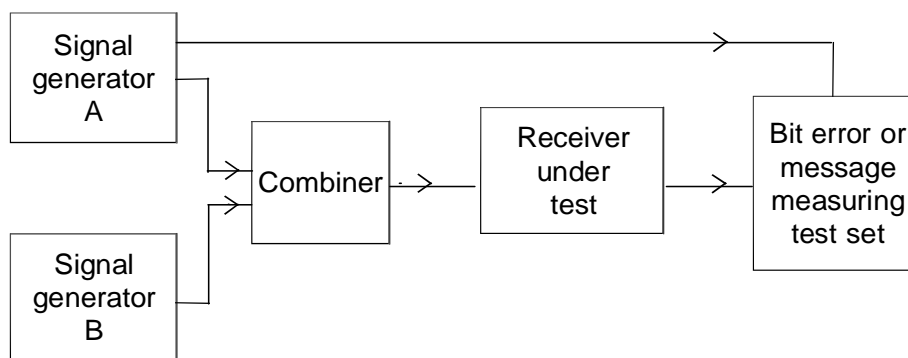 Signal
generator
A
Combiner
Receiver
under
test
Bit error or
message
measuring
test set
Signal
generator
B